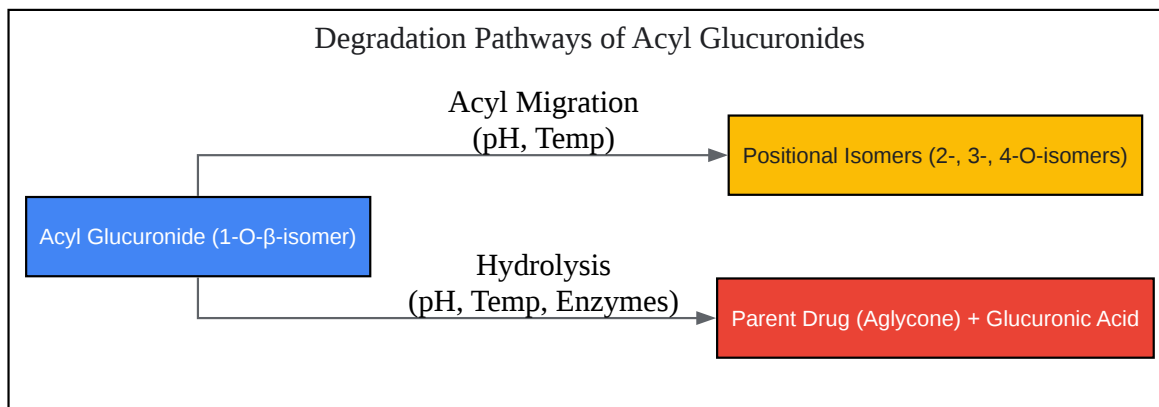 Degradation Pathways of Acyl Glucuronides
Acyl Migration
(pH, Temp)
Positional Isomers (2-, 3-, 4-O-isomers)
Acyl Glucuronide (1-O-β-isomer)
Hydrolysis
(pH, Temp, Enzymes)
Parent Drug (Aglycone) + Glucuronic Acid